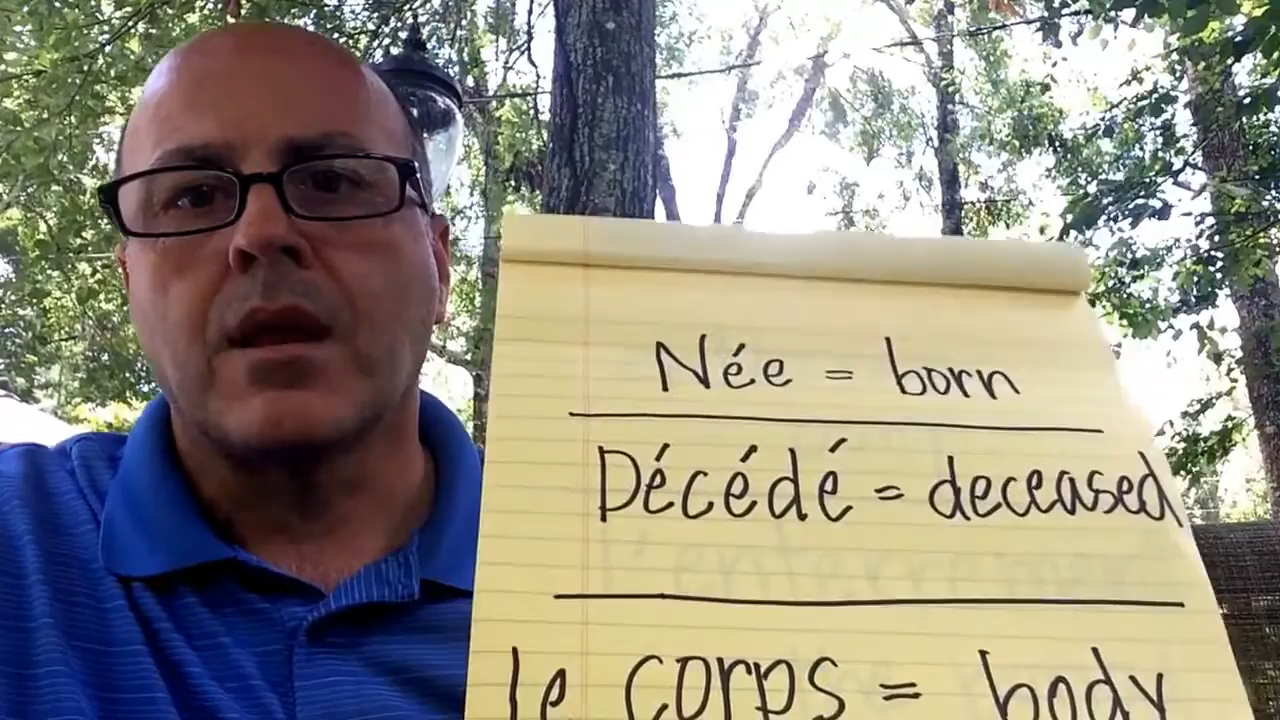 Née = born
Décédé = deceased
le corps = body